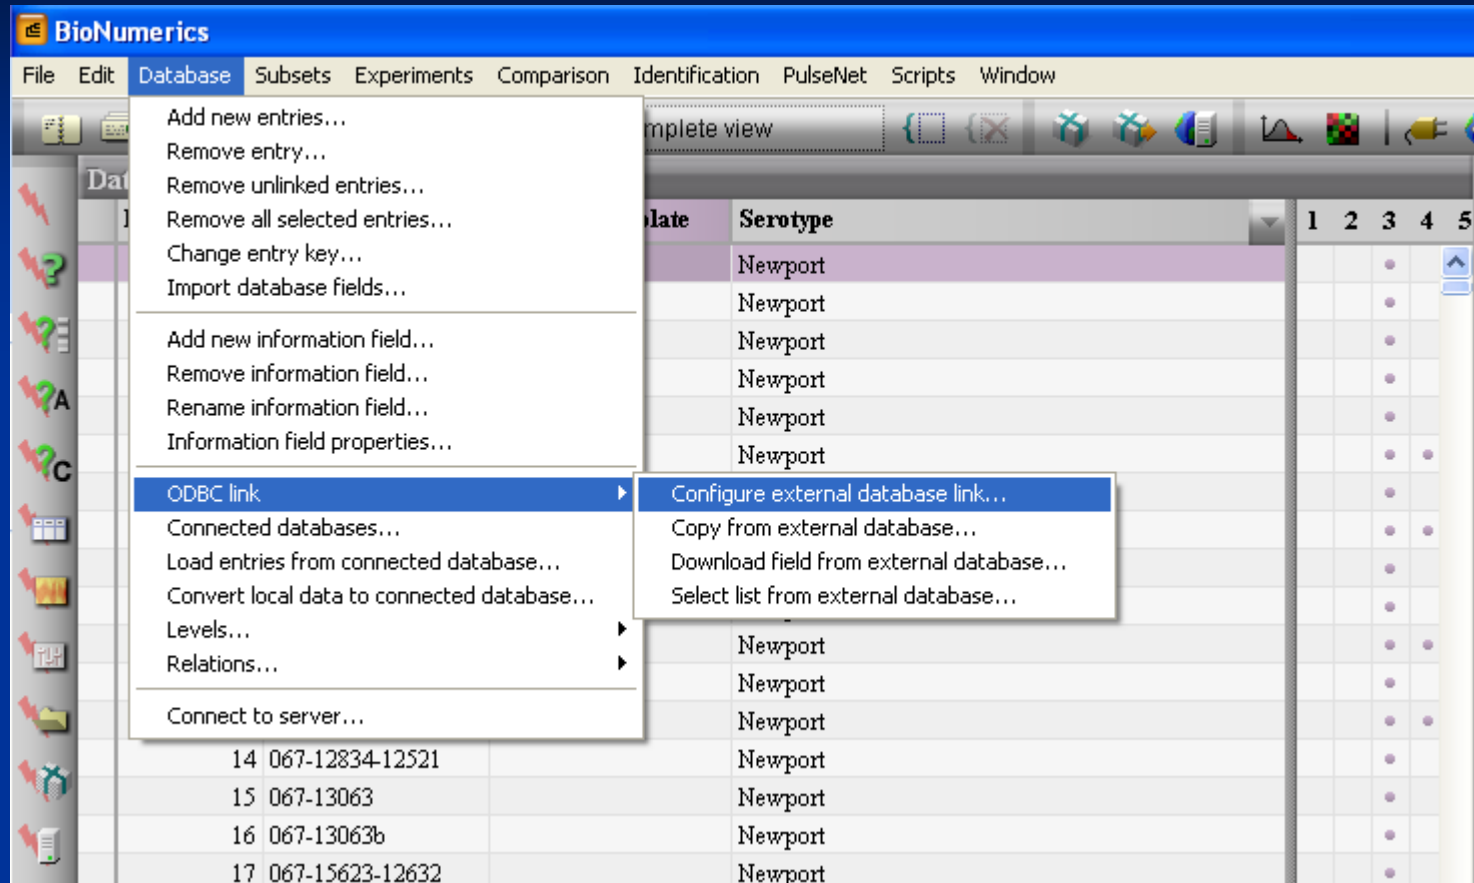 BioNumerics
File Edit Database Subsets Experiments Comparison Identification PulseNet Scripts Window
Add new entries...
Remove entry...
Remove unlinked entries...
Remove all selected entries...
Change entry key...
Import database fields...
Add new information field...
Remove information field...
Rename information field...
Information field properties...
ODBC link
Connected databases...
Load entries from connected database...
Convert local data to connected database...
Levels...
Relations...
Connect to server...
Configure external database link...
Copy from external database...
Download field from external database...
Select list from external database...
mplete view
Dat
late Serotype 1 2 3 4 5
Newport
Newport
Newport
Newport
Newport
Newport
Newport
Newport
Newport
14 067-12834-12521 Newport
15 067-13063 Newport
16 067-13063b Newport
17 067-15623-12632 Newport
? 
?
?A
?C